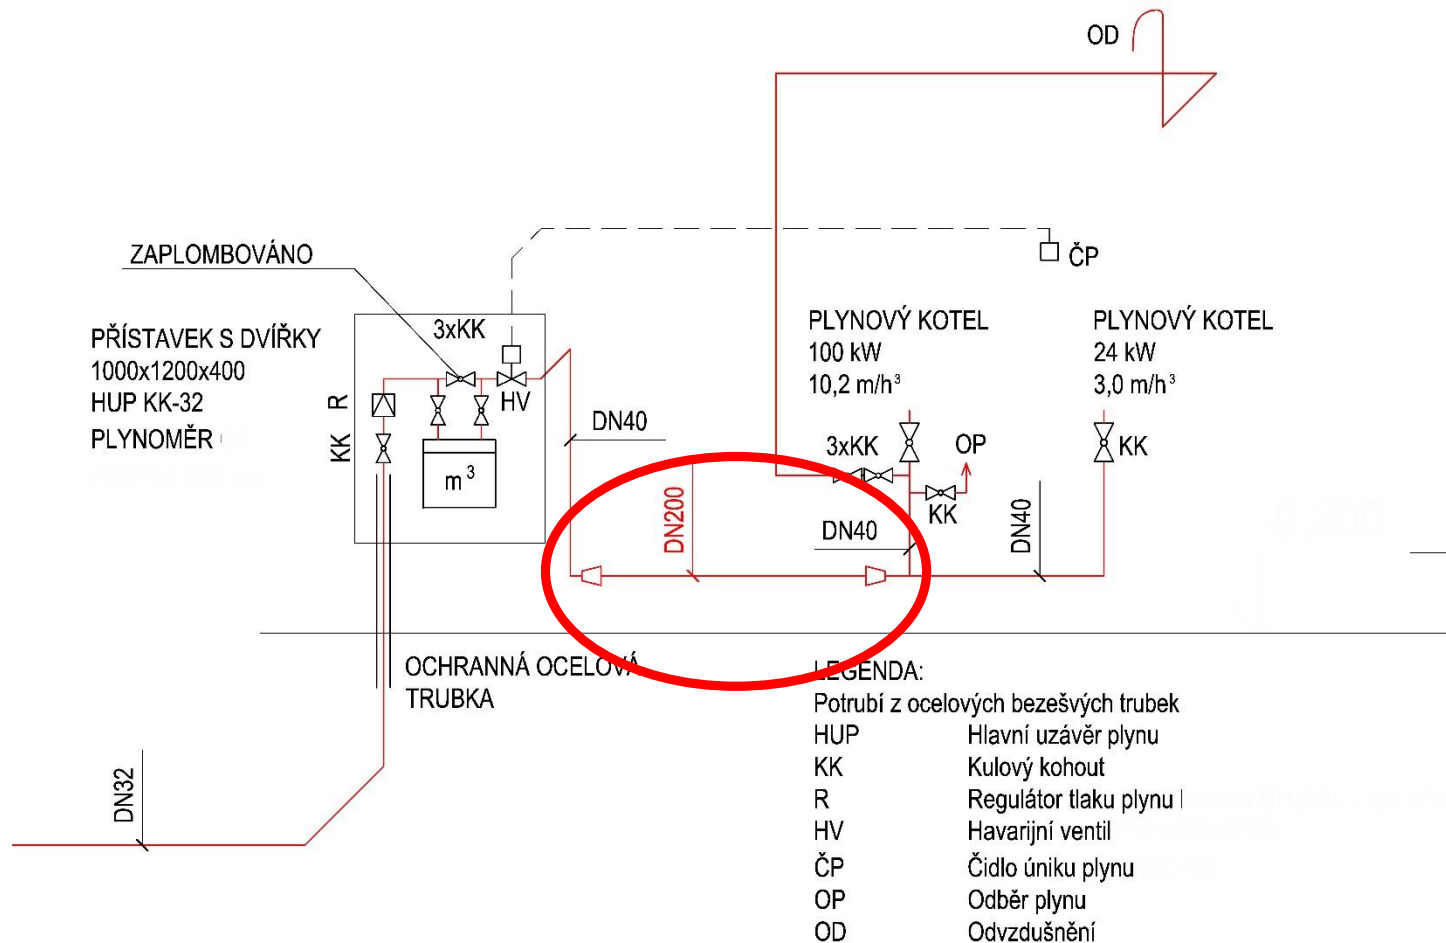 OD
ZAPLOMBOVÁNO
ČP
PŘÍSTAVEK S DVÍŘKY
1000x1200x400
HUP KK-32
PLYNOMĚR
3xKK
R
HV
KK
m³
DN40
PLYNOVÝ KOTEL
100 kW
10,2 m/h³
PLYNOVÝ KOTEL
24 kW
3,0 m/h³
3xKK
OP
KK
KK
DN200
DN40
DN40
OCHRANNÁ OCELOVÁ
TRUBKA
DN32
LEGENDA:
Potrubí z ocelových bezešvých trubek
HUP Hlavní uzávěr plynu
KK Kulový kohout
R Regulátor tlaku plynu
HV Havarijní ventil
ČP Čidlo úniku plynu
OP Odběr plynu
OD Odvzdušnění